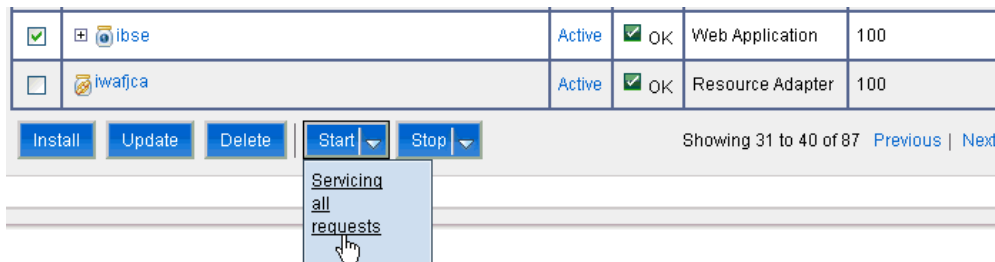 ibse Active OK Web Application 100
iwafjca Active OK Resource Adapter 100
Install Update Delete Start Stop Showing 31 to 40 of 87 Previous | Next
Servicing
all
requests